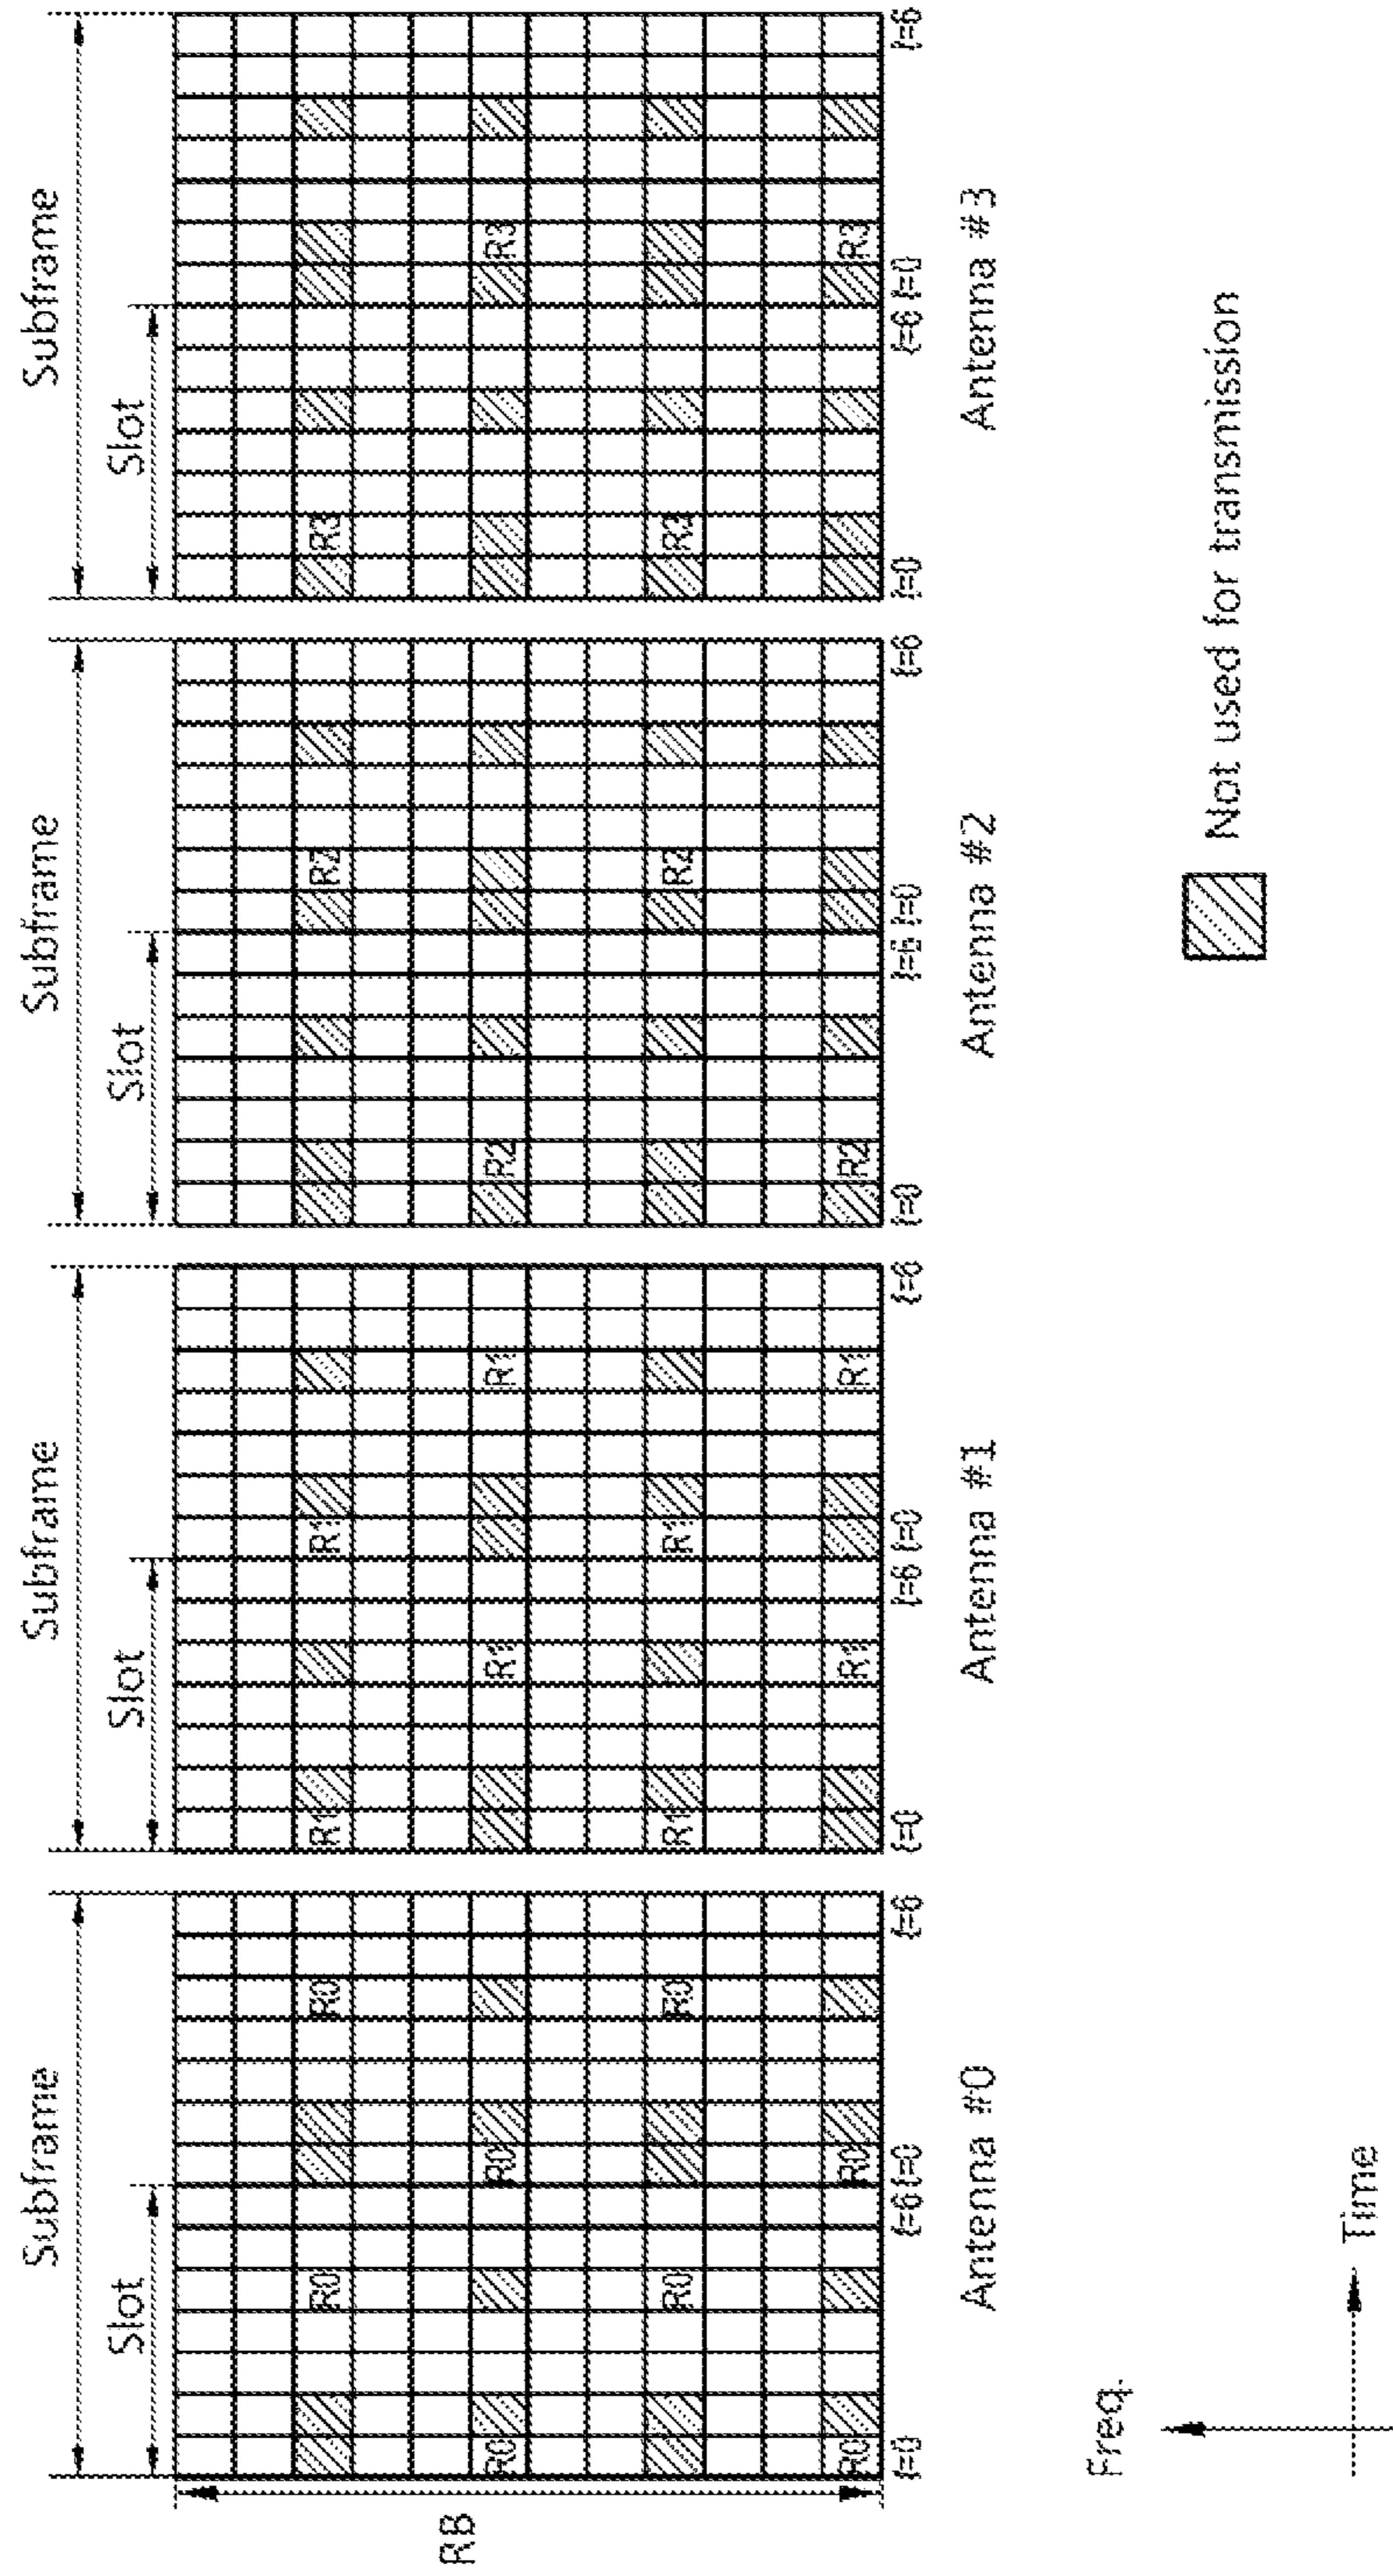 Subframe Subframe Subframe Subframe
Slot Slot Slot Slot
R0 R0 R1 R1 R2 R3
RB
R0 R0 R1 R1 R2 R3
R0 R0 R1 R1 R2 R3
R0 R0 R1 R1 R2 R3
ℓ=0 ℓ=6 ℓ=0 ℓ=6 ℓ=0 ℓ=6 ℓ=0 ℓ=6 ℓ=0 ℓ=6 ℓ=0 ℓ=6 ℓ=0 ℓ=6 ℓ=0 ℓ=6
Antenna #0 Antenna #1 Antenna #2 Antenna #3
Freq.
Not used for transmission
Time